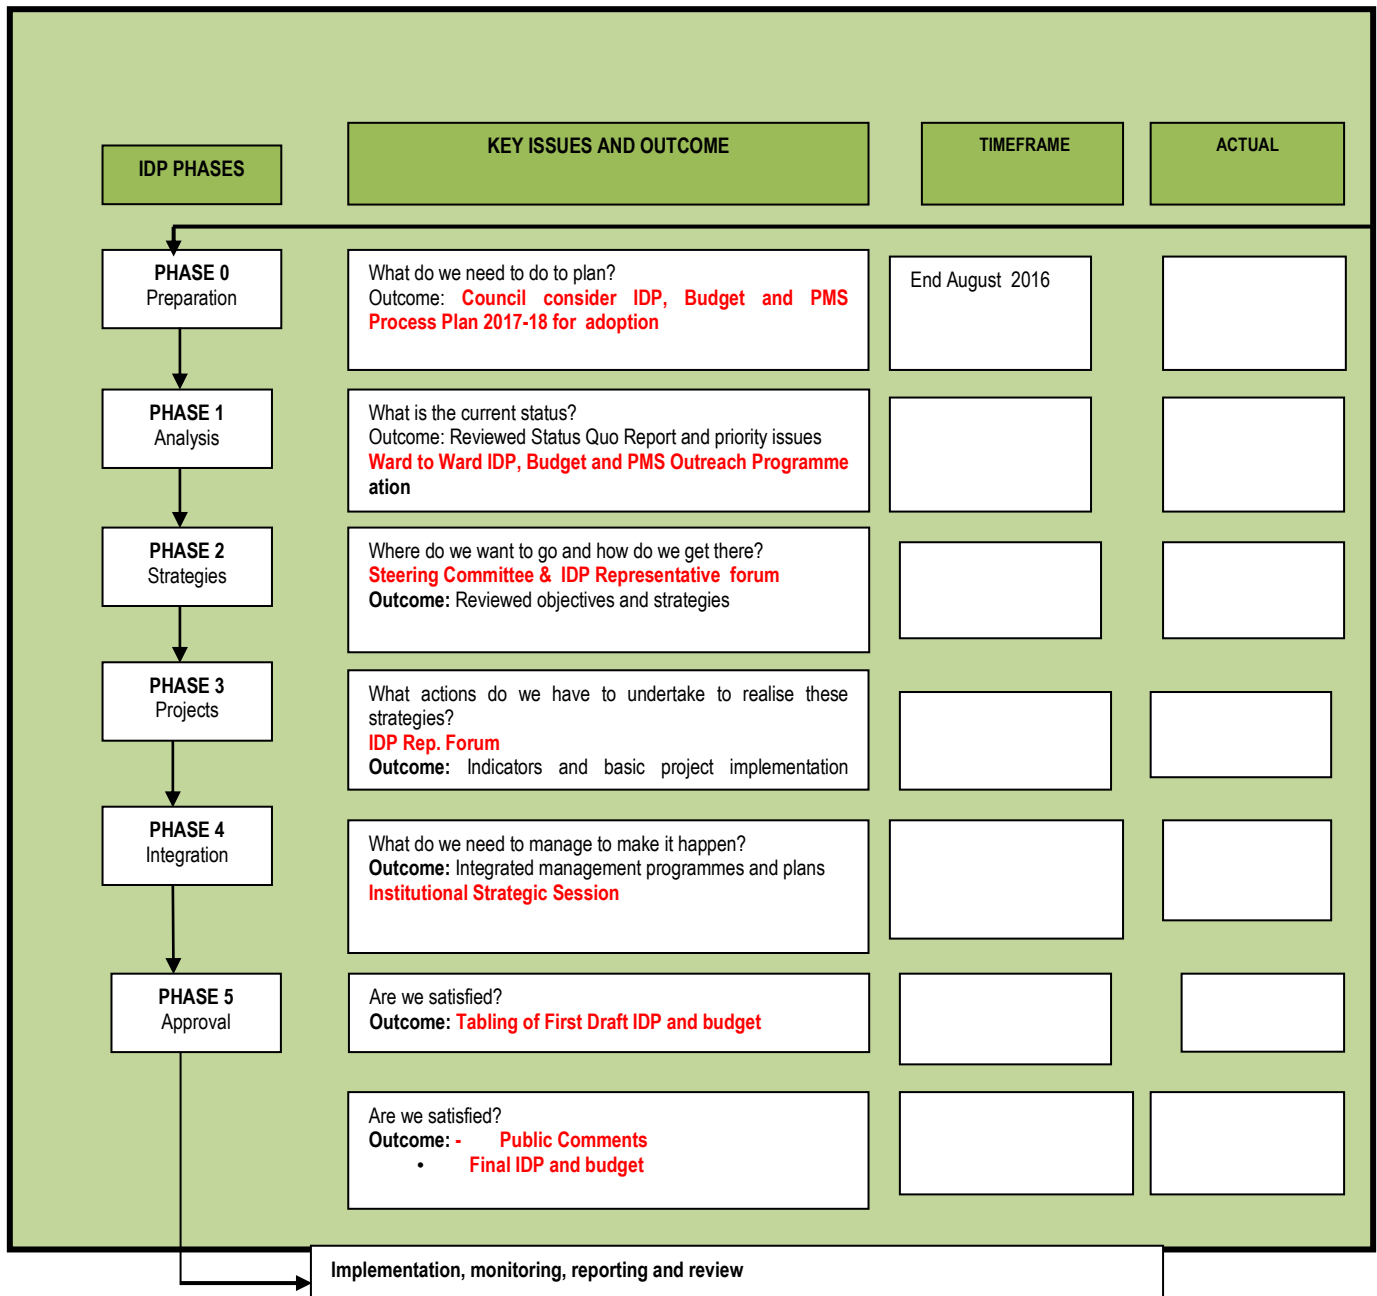 IDP PHASES
KEY ISSUES AND OUTCOME
TIMEFRAME
ACTUAL
PHASE 0
Preparation
What do we need to do to plan?
Outcome: Council consider IDP, Budget and PMS
Process Plan 2017-18 for adoption
End August 2016
PHASE 1
Analysis
What is the current status?
Outcome: Reviewed Status Quo Report and priority issues
Ward to Ward IDP, Budget and PMS Outreach Programme
ation
PHASE 2
Strategies
Where do we want to go and how do we get there?
Steering Committee & IDP Representative forum
Outcome: Reviewed objectives and strategies
PHASE 3
Projects
What actions do we have to undertake to realise these
strategies?
IDP Rep. Forum
Outcome: Indicators and basic project implementation
PHASE 4
Integration
What do we need to manage to make it happen?
Outcome: Integrated management programmes and plans
Institutional Strategic Session
PHASE 5
Approval
Are we satisfied?
Outcome: Tabling of First Draft IDP and budget
Are we satisfied?
Outcome: - Public Comments
• Final IDP and budget
Implementation, monitoring, reporting and review